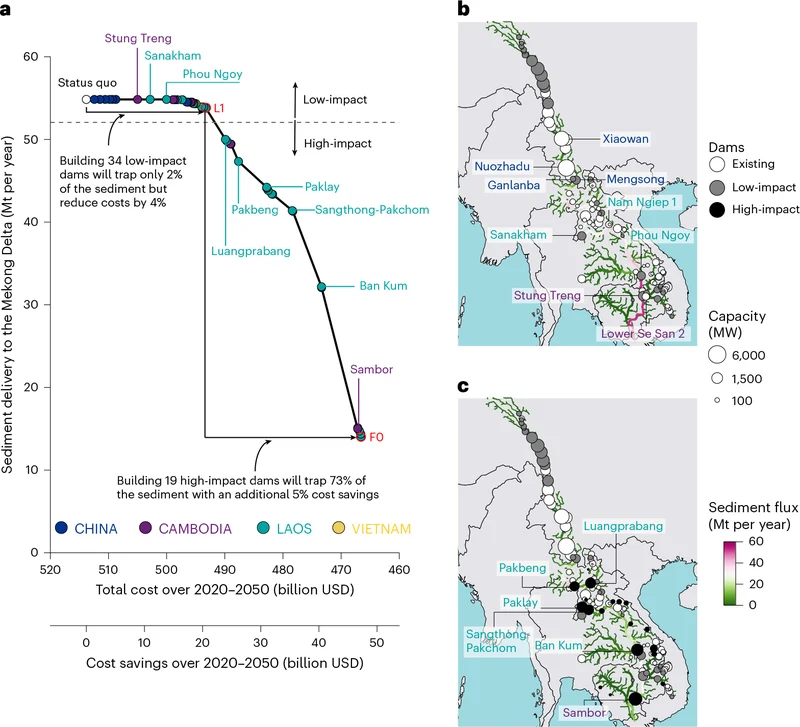 a
Stung Treng
Sanakham
Phou Ngoy
Status quo
L1
Low-impact
High-impact
Building 34 low-impact
dams will trap only 2%
of the sediment but
reduce costs by 4%
Paklay
Pakbeng
Sangthong-Pakchom
Luangprabang
Ban Kum
Sambor
F0
Building 19 high-impact dams will trap 73% of
the sediment with an additional 5% cost savings
CHINA
CAMBODIA
LAOS
VIETNAM
Sediment delivery to the Mekong Delta (Mt per year)
60
50
40
30
20
10
0
520
510
500
490
480
470
460
Total cost over 2020–2050 (billion USD)
0
10
20
30
40
50
Cost savings over 2020–2050 (billion USD)
b
Xiaowan
Nuozhadu
Ganlanba
Mengsong
Nam Ngiep 1
Sanakham
Phou Ngoy
Stung Treng
Lower Se San 2
Dams
Existing
Low-impact
High-impact
Capacity
(MW)
6,000
1,500
100
c
Luangprabang
Pakbeng
Paklay
Sangthong-
Pakchom
Ban Kum
Sambor
Sediment flux
(Mt per year)
60
40
20
0